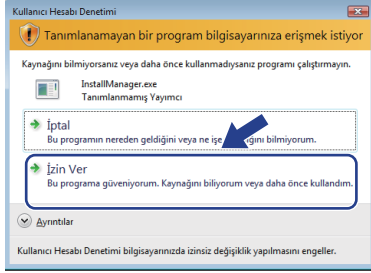 Kullanıcı Hesabı Denetimi
Tanımlanamayan bir program bilgisayarınıza erişmek istiyor
Kaynağını bilmiyorsanız veya daha önce kullanmadıysanız programı çalıştırmayın.
InstallManager.exe
Tanımlanmamış Yayımcı
İptal
Bu programın nereden geldiğini veya ne işe bilmiyorum.
İzin Ver
Bu programa güveniyorum. Kaynağını biliyorum veya daha önce kullandım.
Ayrıntılar
Kullanıcı Hesabı Denetimi bilgisayarınızda izinsiz değişiklik yapılmasını engeller.